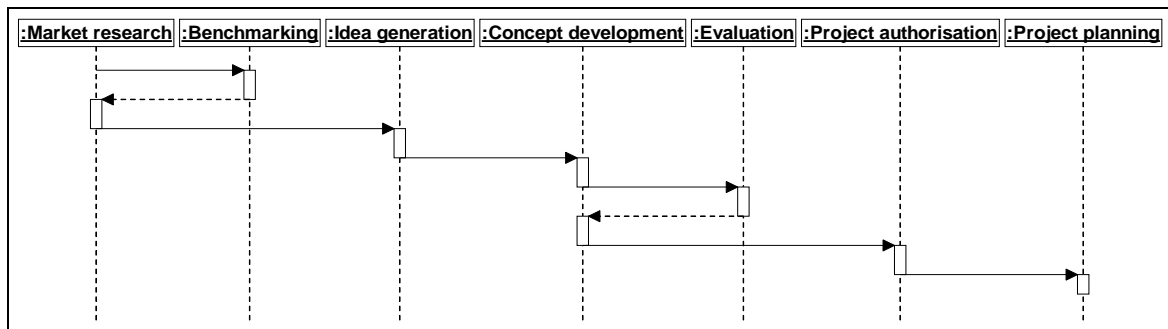 :Market research
:Benchmarking
:Idea generation
:Concept development
:Evaluation
:Project authorisation
:Project planning